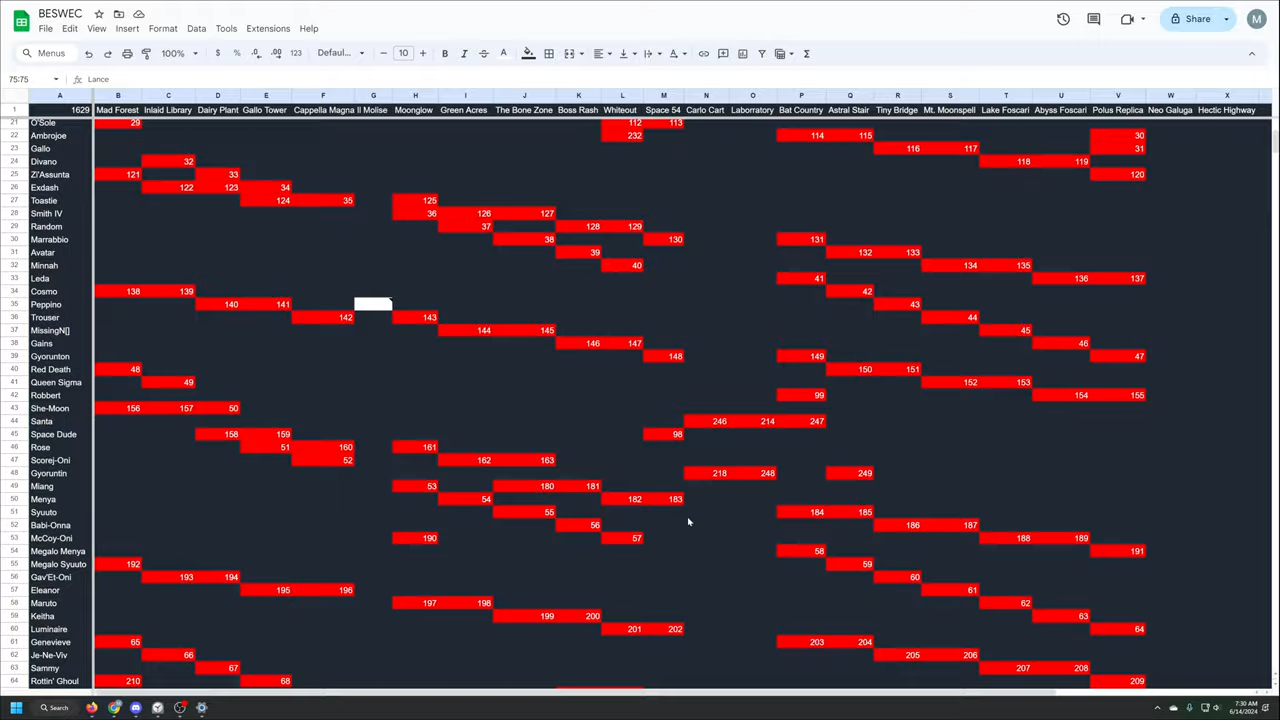 BESWEC
File Edit View Insert Format Data Tools Extensions Help
Share
M
Menus 100% $ % .0 .00 123 Defaul... 10 B I A Σ
75:75 Lance
A B C D E F G H I J K L M N O P Q R S T U V W X
1 1629 Mad Forest Inlaid Library Dairy Plant Gallo Tower Cappella Magna Il Molise Moonglow Green Acres The Bone Zone Boss Rash Whiteout Space 54 Carlo Cart Laborratory Bat Country Astral Stair Tiny Bridge Mt. Moonspell Lake Foscari Abyss Foscari Polus Replica Neo Galuga Hectic Highway
21 O'Sole 29 112 113
22 Ambrojoe 232 114 115 30
23 Gallo 116 117 31
24 Divano 32 118 119
25 Zi'Assunta 121 33 120
26 Exdash 122 123 34
27 Toastie 124 35 125
28 Smith IV 36 126 127
29 Random 37 128 129
30 Marrabbio 38 130 131
31 Avatar 39 132 133
32 Minnah 40 134 135
33 Leda 41 136 137
34 Cosmo 138 139 42
35 Peppino 140 141 43
36 Trouser 142 143 44
37 MissingN[] 144 145 45
38 Gains 146 147 46
39 Gyorunton 148 149 47
40 Red Death 48 150 151
41 Queen Sigma 49 152 153
42 Robbert 99 154 155
43 She-Moon 156 157 50
44 Santa 246 214 247
45 Space Dude 158 159 98
46 Rose 51 160 161
47 Scorej-Oni 52 162 163
48 Gyoruntin 218 248 249
49 Miang 53 180 181
50 Menya 54 182 183
51 Syuuto 55 184 185
52 Babi-Onna 56 186 187
53 McCoy-Oni 190 57 188 189
54 Megalo Menya 58 191
55 Megalo Syuuto 192 59
56 Gav'Et-Oni 193 194 60
57 Eleanor 195 196 61
58 Maruto 197 198 62
59 Keitha 199 200 63
60 Luminaire 201 202 64
61 Genevieve 65 203 204
62 Je-Ne-Viv 66 205 206
63 Sammy 67 207 208
64 Rottin' Ghoul 210 68 209
Search 7:30 AM
6/14/2024